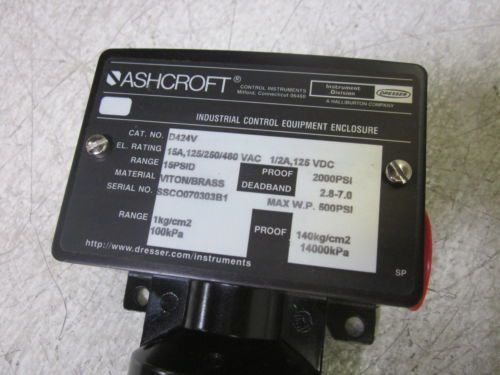 ASHCROFT®
CONTROL INSTRUMENTS
Milford, Connecticut 06460
Instrument
Division
DRESSER
A HALLIBURTON COMPANY
INDUSTRIAL CONTROL EQUIPMENT ENCLOSURE
CAT. NO. D424V
EL. RATING 15A,125/250/480 VAC 1/2A,125 VDC
RANGE 15PSID PROOF 2000PSI
MATERIAL VITON/BRASS DEADBAND 2.8-7.0
SERIAL NO. SSCO070303B1 MAX W.P. 500PSI
RANGE 1kg/cm2 PROOF 140kg/cm2
100kPa 14000kPa
http://www.dresser.com/instruments
SP